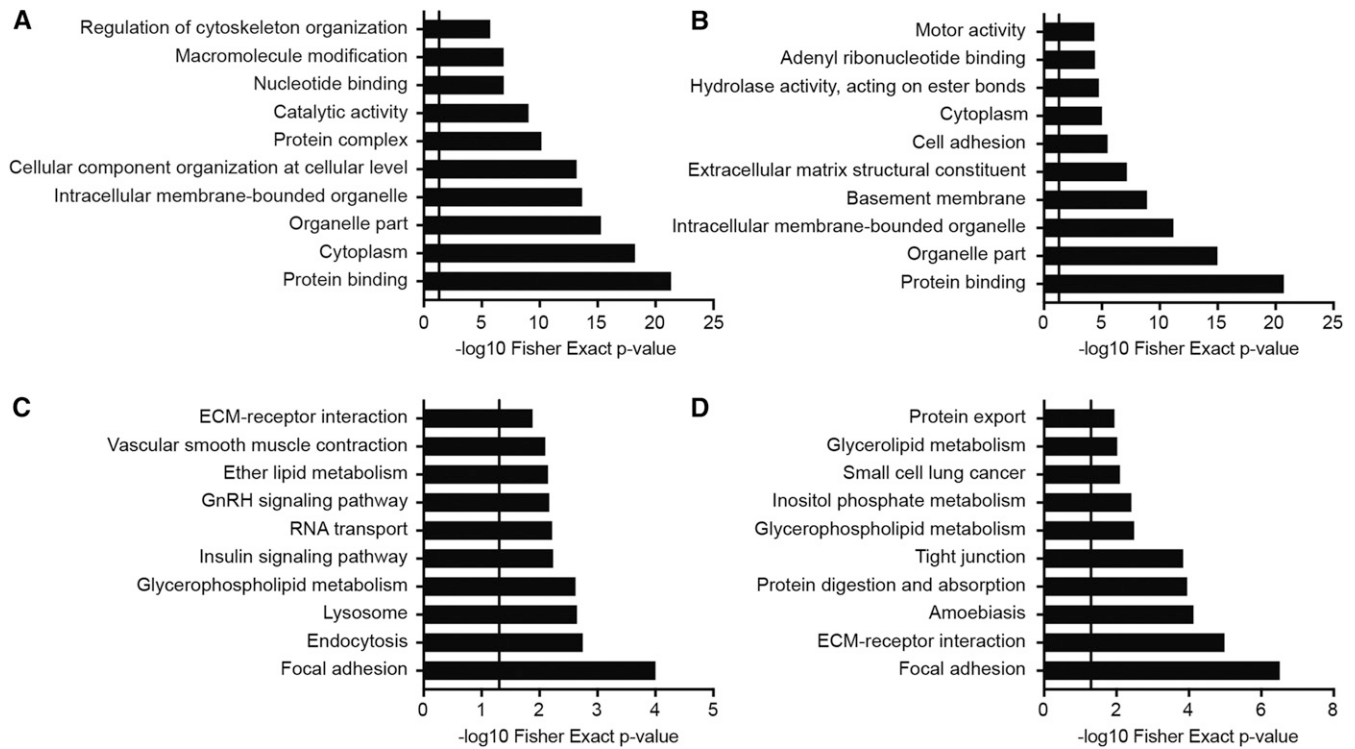 A
Regulation of cytoskeleton organization
Macromolecule modification
Nucleotide binding
Catalytic activity
Protein complex
Cellular component organization at cellular level
Intracellular membrane-bounded organelle
Organelle part
Cytoplasm
Protein binding
0 5 10 15 20 25
-log10 Fisher Exact p-value
B
Motor activity
Adenyl ribonucleotide binding
Hydrolase activity, acting on ester bonds
Cytoplasm
Cell adhesion
Extracellular matrix structural constituent
Basement membrane
Intracellular membrane-bounded organelle
Organelle part
Protein binding
0 5 10 15 20 25
-log10 Fisher Exact p-value
C
ECM-receptor interaction
Vascular smooth muscle contraction
Ether lipid metabolism
GnRH signaling pathway
RNA transport
Insulin signaling pathway
Glycerophospholipid metabolism
Lysosome
Endocytosis
Focal adhesion
0 1 2 3 4 5
-log10 Fisher Exact p-value
D
Protein export
Glycerolipid metabolism
Small cell lung cancer
Inositol phosphate metabolism
Glycerophospholipid metabolism
Tight junction
Protein digestion and absorption
Amoebiasis
ECM-receptor interaction
Focal adhesion
0 2 4 6 8
-log10 Fisher Exact p-value